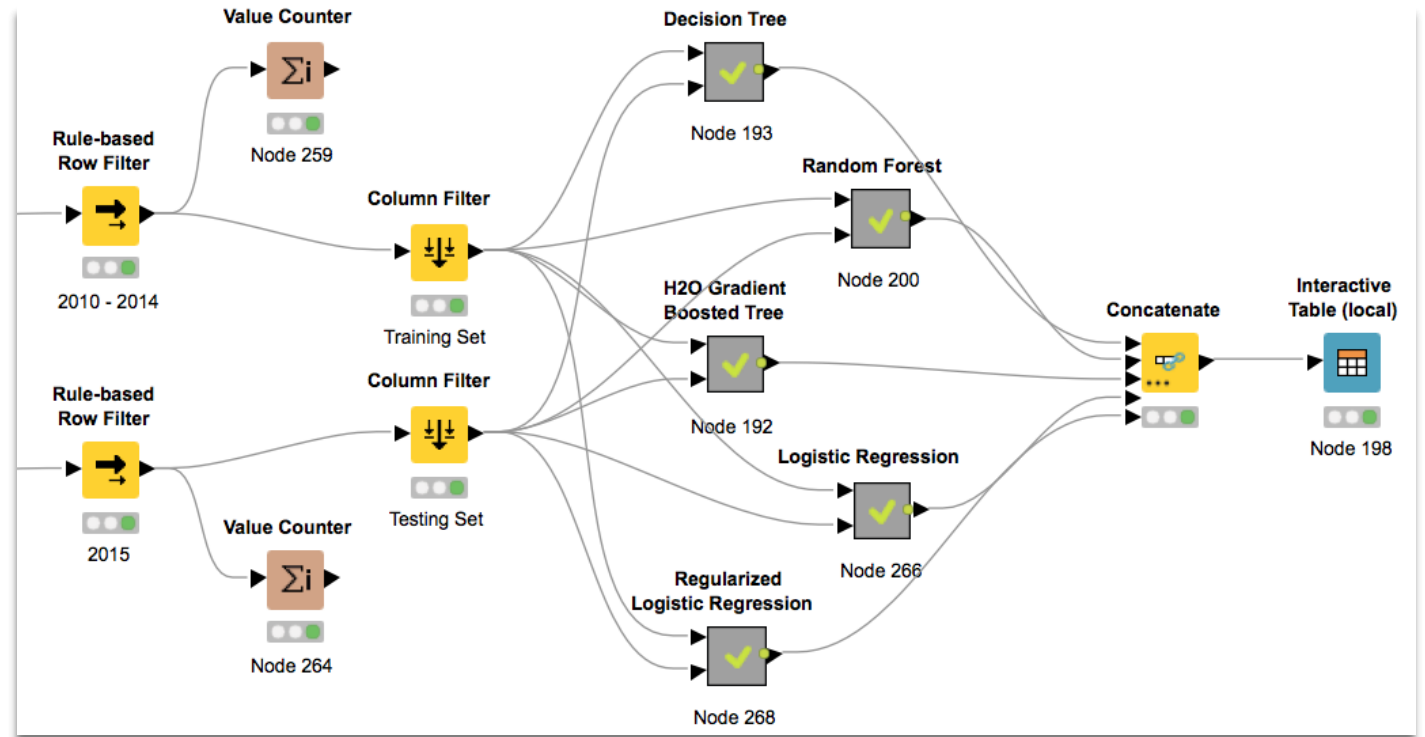 Value Counter
Σi
Node 259
Rule-based
Row Filter
2010 - 2014
Column Filter
Training Set
Decision Tree
Node 193
Random Forest
Node 200
H2O Gradient
Boosted Tree
Node 192
Concatenate
Interactive
Table (local)
Node 198
Rule-based
Row Filter
2015
Column Filter
Testing Set
Logistic Regression
Node 266
Value Counter
Σi
Node 264
Regularized
Logistic Regression
Node 268